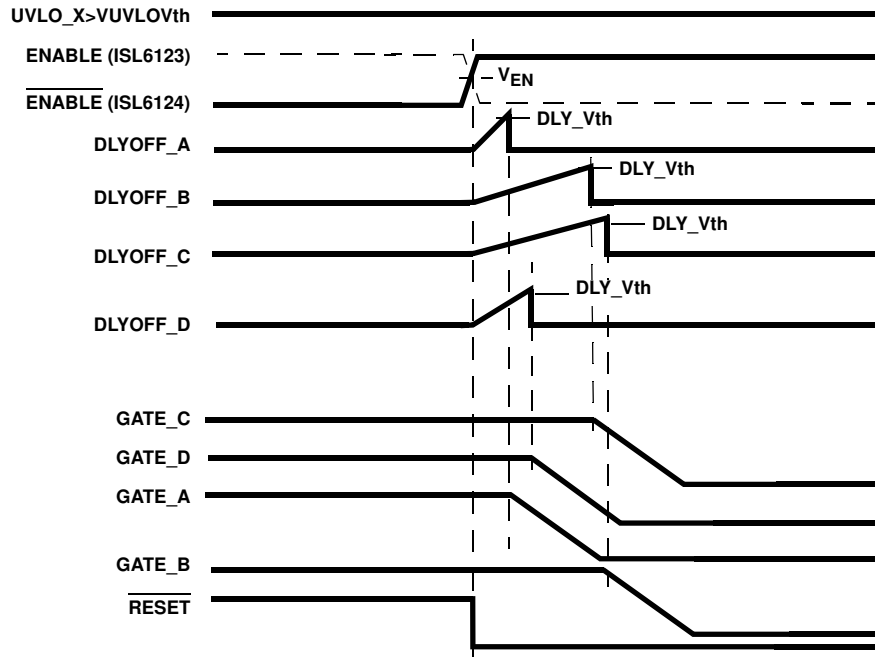 UVLO_X>VUVLOVth
ENABLE (ISL6123)
VEN
ENABLE (ISL6124)
DLY_Vth
DLYOFF_A
DLY_Vth
DLYOFF_B
DLY_Vth
DLYOFF_C
DLY_Vth
DLYOFF_D
GATE_C
GATE_D
GATE_A
GATE_B
RESET